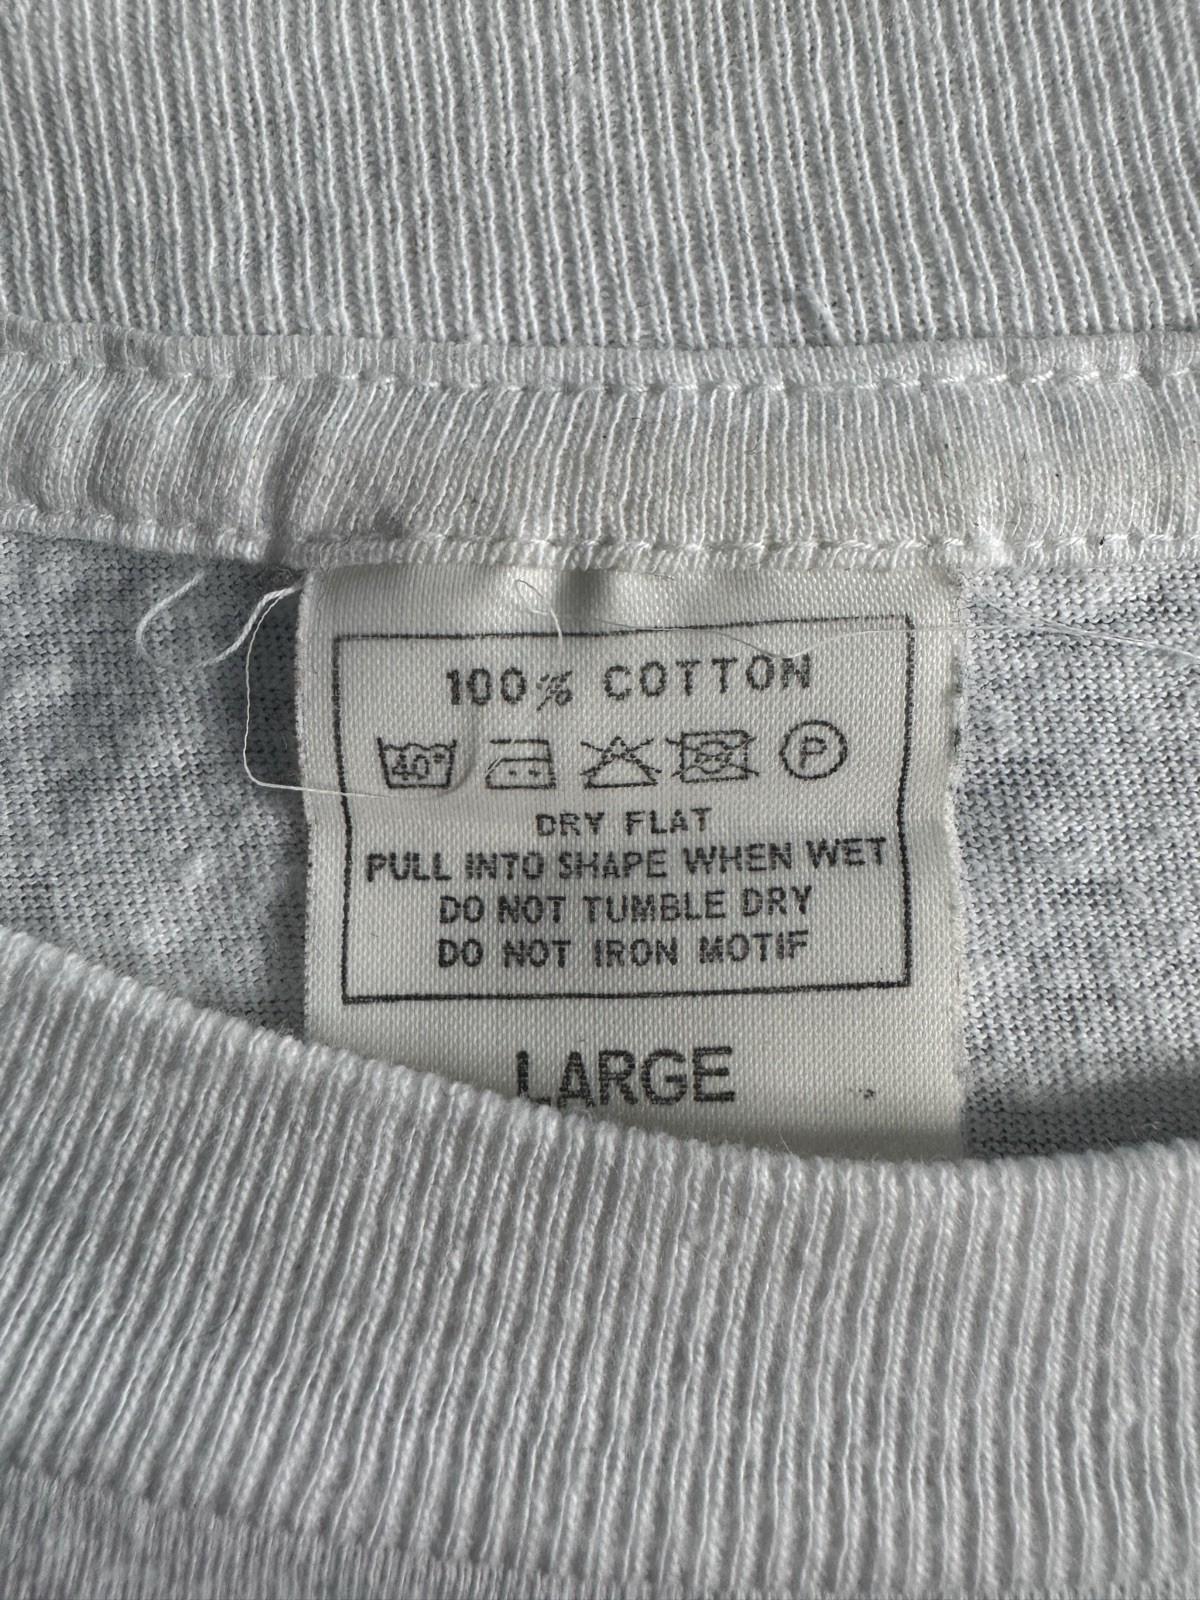 100% COTTON
40° P
DRY FLAT
PULL INTO SHAPE WHEN WET
DO NOT TUMBLE DRY
DO NOT IRON MOTIF
LARGE